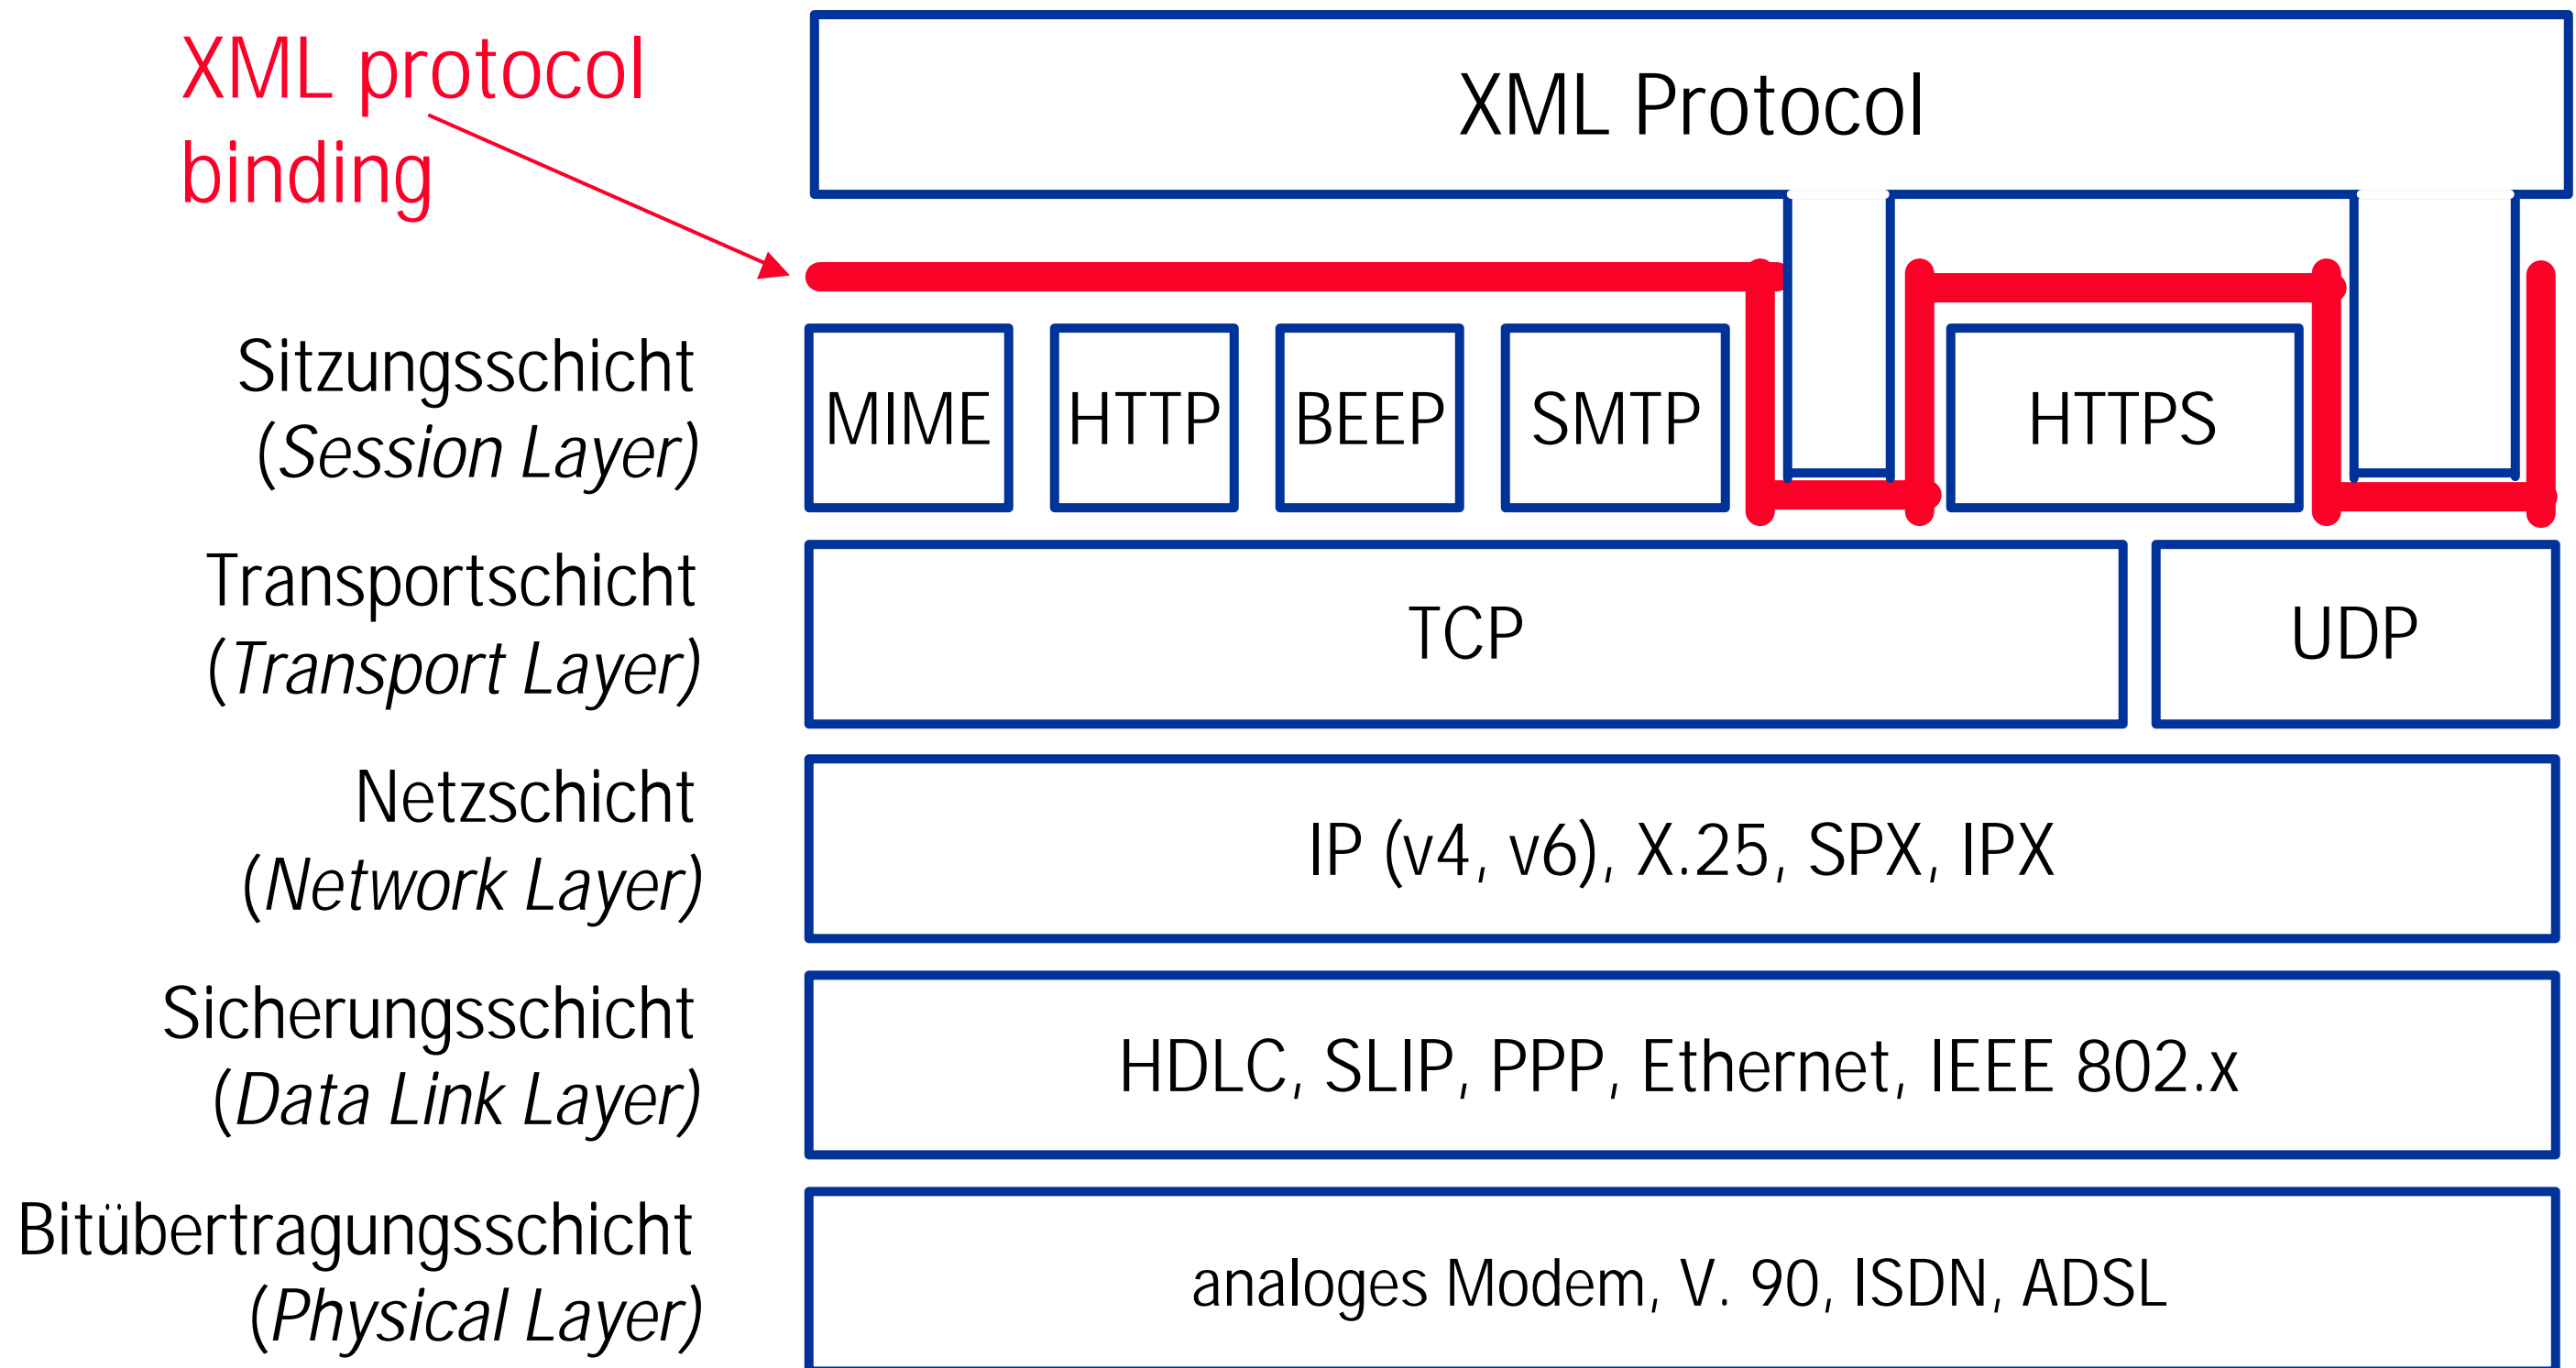 XML protocol
binding
XML Protocol
Sitzungsschicht
(Session Layer)
MIME
HTTP
BEEP
SMTP
HTTPS
Transportschicht
(Transport Layer)
TCP
UDP
Netzschicht
(Network Layer)
IP (v4, v6), X.25, SPX, IPX
Sicherungsschicht
(Data Link Layer)
HDLC, SLIP, PPP, Ethernet, IEEE 802.x
Bitübertragungsschicht
(Physical Layer)
analoges Modem, V. 90, ISDN, ADSL